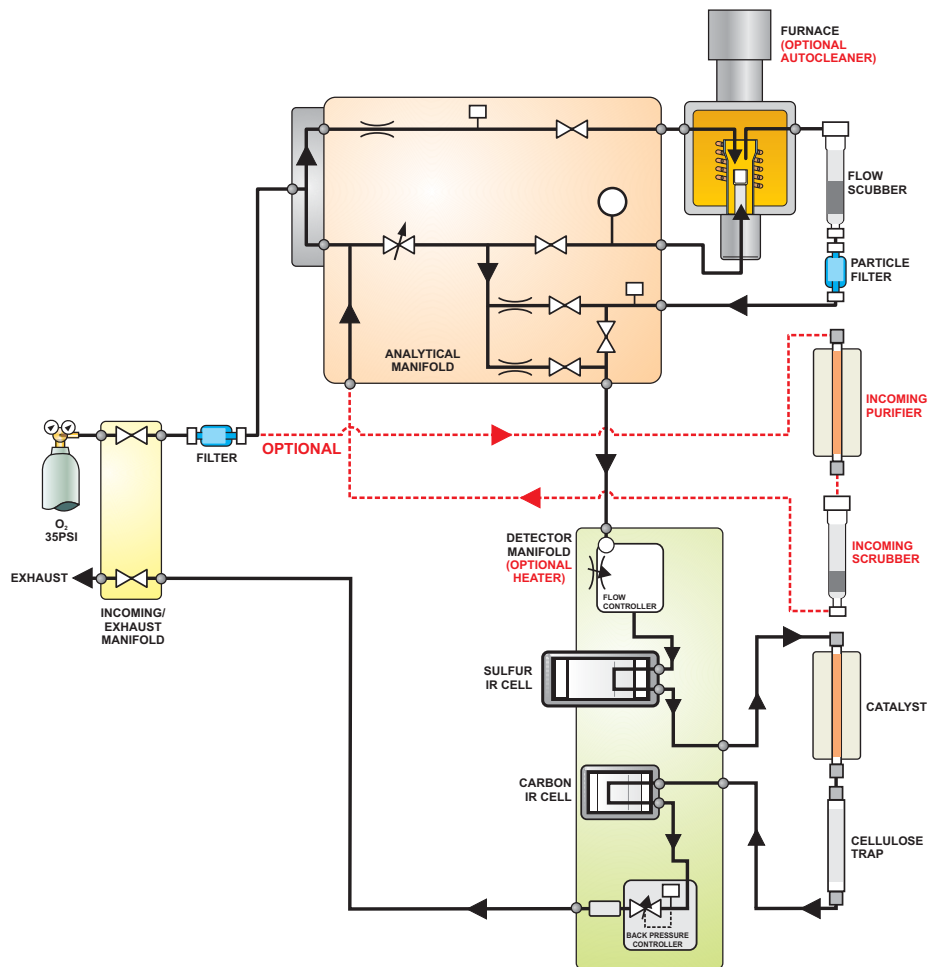 FURNACE
(OPTIONAL
AUTOCLEANER)
FLOW
SCUBBER
PARTICLE
FILTER
ANALYTICAL
MANIFOLD
INCOMING
PURIFIER
OPTIONAL
FILTER
O₂
35PSI
INCOMING
SCRUBBER
DETECTOR
MANIFOLD
(OPTIONAL
HEATER)
FLOW
CONTROLLER
EXHAUST
INCOMING/
EXHAUST
MANIFOLD
SULFUR
IR CELL
CATALYST
CARBON
IR CELL
CELLULOSE
TRAP
BACK PRESSURE
CONTROLLER